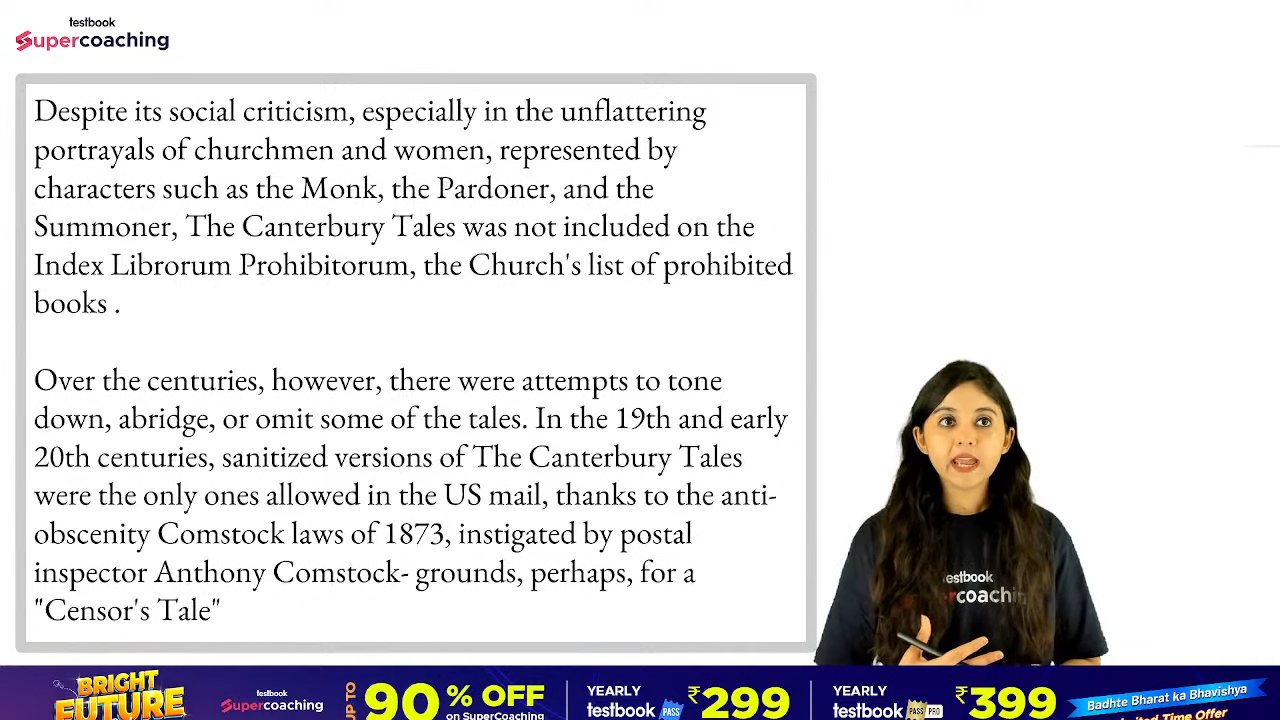 testbook
Supercoaching
Despite its social criticism, especially in the unflattering
portrayals of churchmen and women, represented by
characters such as the Monk, the Pardoner, and the
Summoner, The Canterbury Tales was not included on the
Index Librorum Prohibitorum, the Church's list of prohibited
books .
Over the centuries, however, there were attempts to tone
down, abridge, or omit some of the tales. In the 19th and early
20th centuries, sanitized versions of The Canterbury Tales
were the only ones allowed in the US mail, thanks to the anti-
obscenity Comstock laws of 1873, instigated by postal
inspector Anthony Comstock- grounds, perhaps, for a
"Censor's Tale"
testbook
coaching
BRIGHT
FUTURE
testbook
Supercoaching
UPTO
90 % OFF
on SuperCoaching
YEARLY
testbook PASS
₹299
YEARLY
testbook PASS PRO
₹399
Badhte Bharat ka Bhavishya
Time Offer